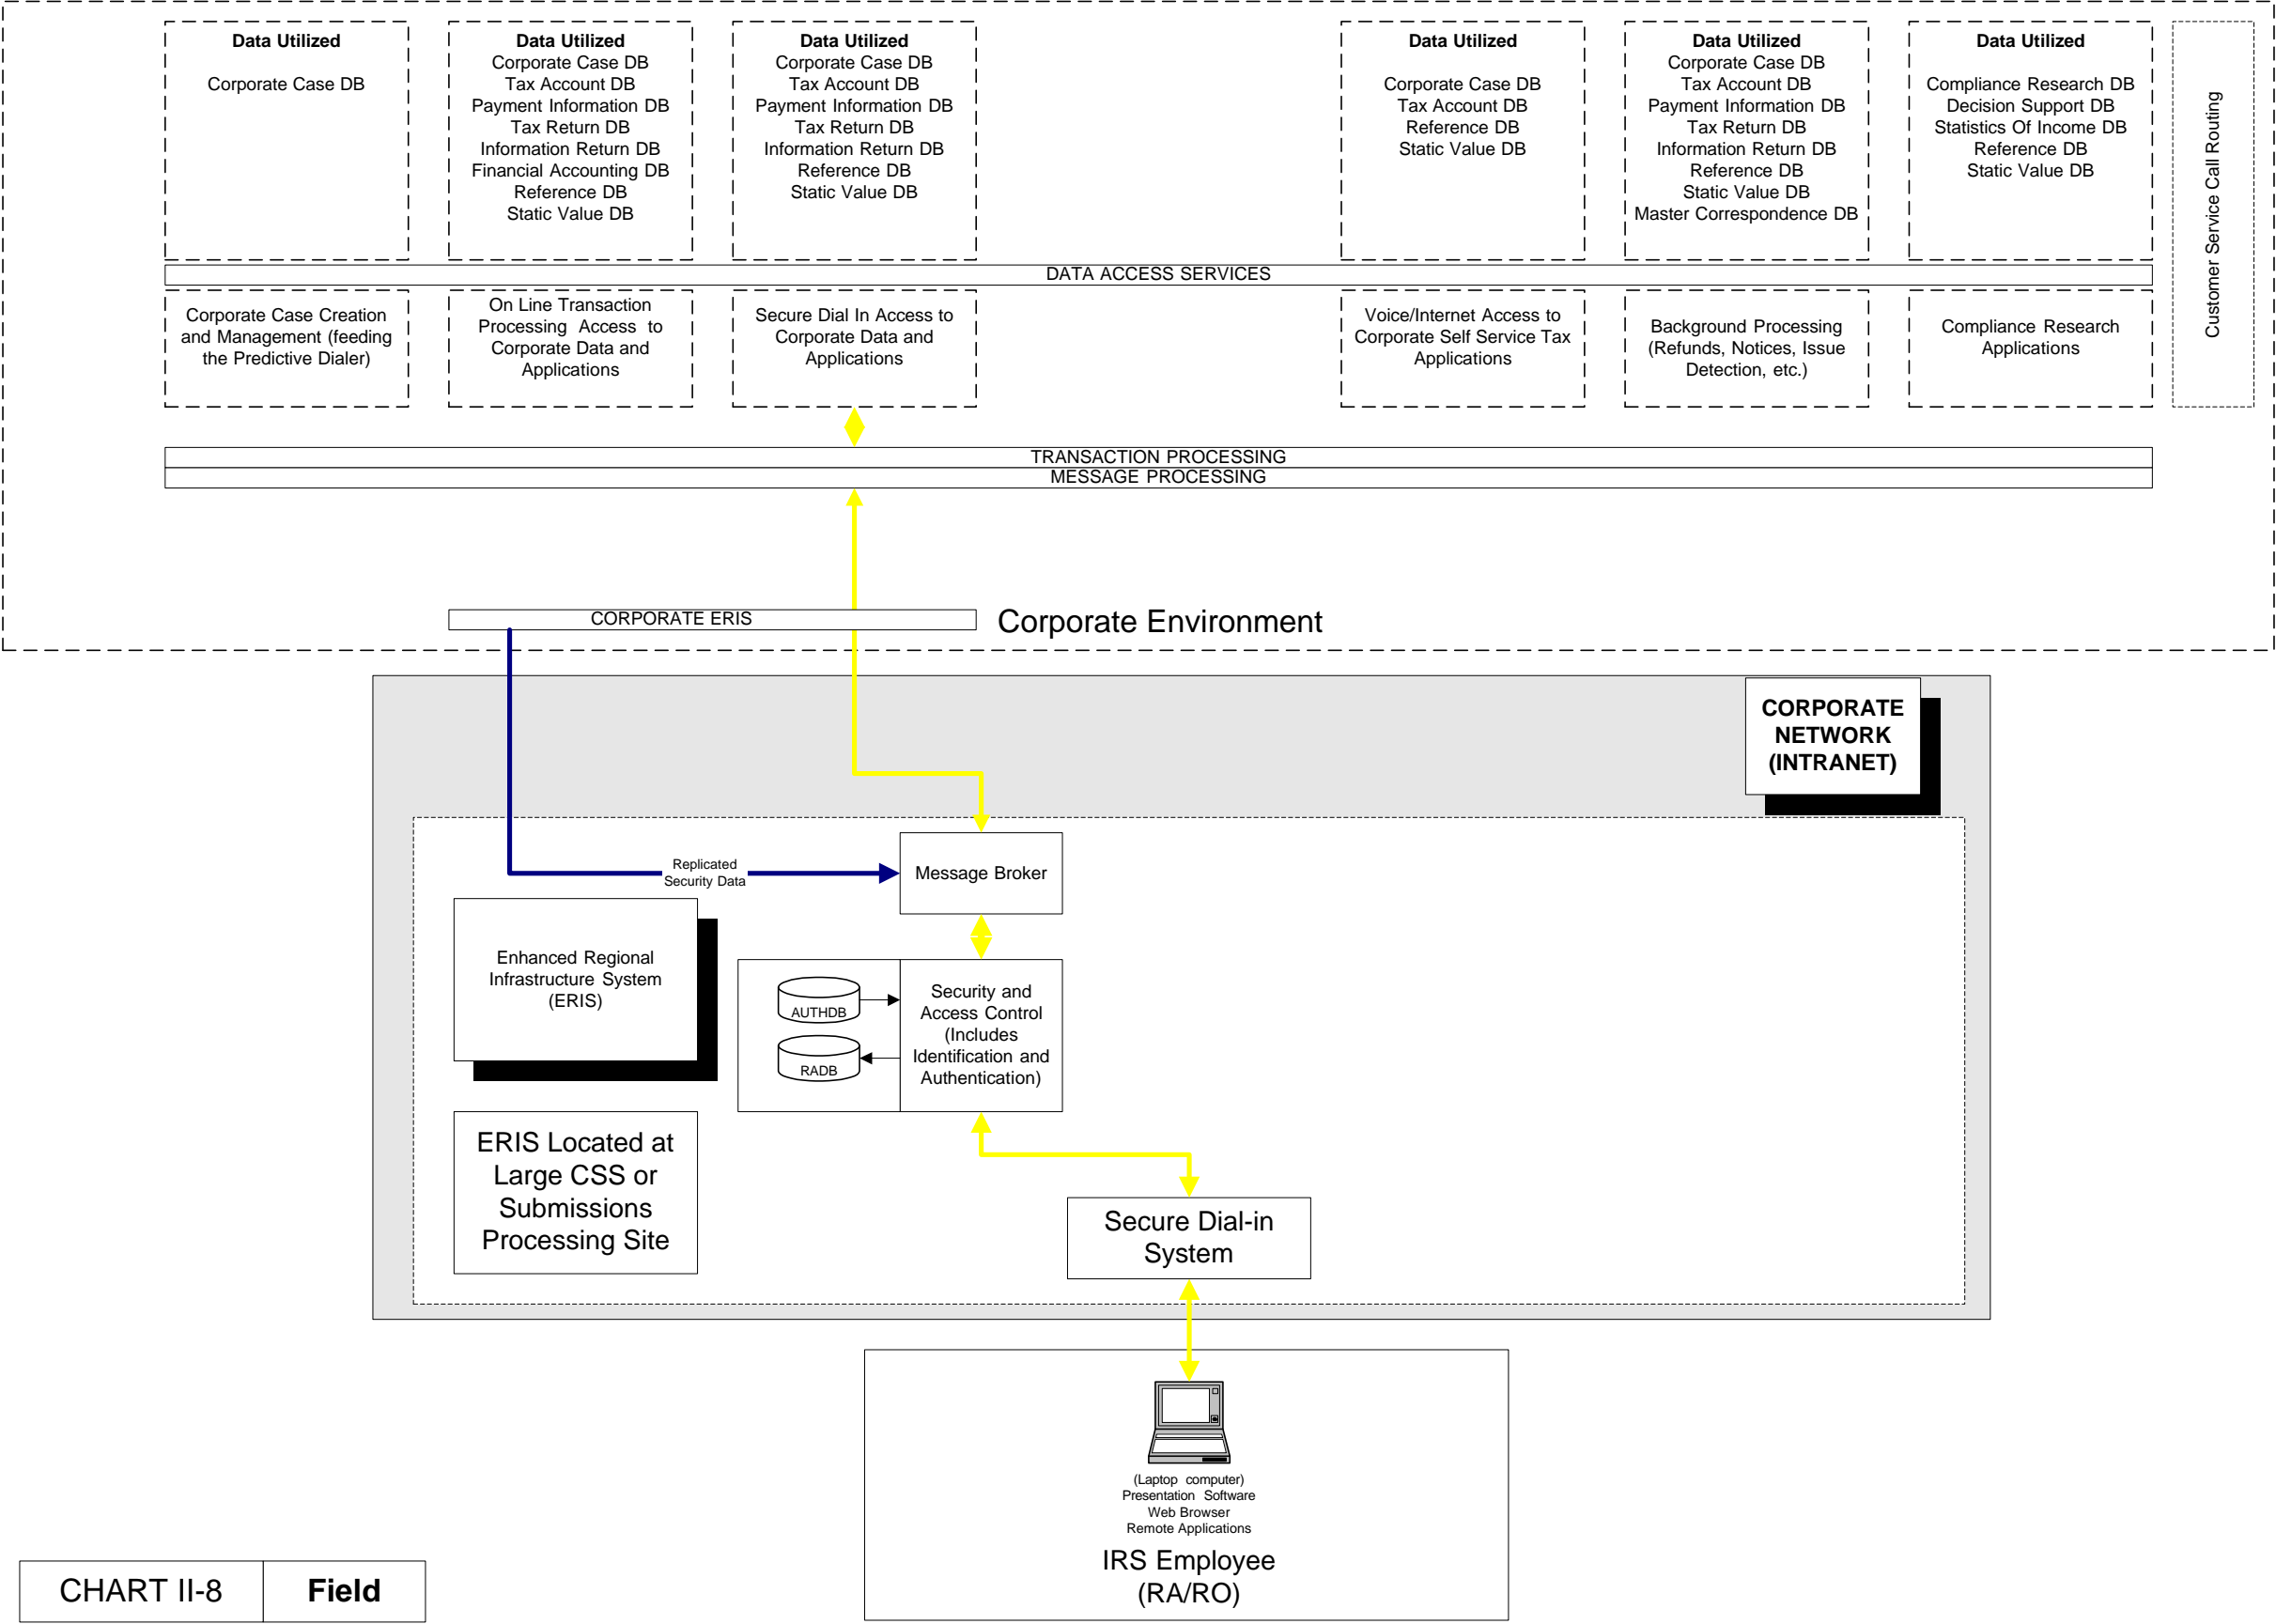 Data Utilized
Corporate Case DB
Data Utilized
Corporate Case DB
Tax Account DB
Payment Information DB
Tax Return DB
Information Return DB
Financial Accounting DB
Reference DB
Static Value DB
Data Utilized
Corporate Case DB
Tax Account DB
Payment Information DB
Tax Return DB
Information Return DB
Reference DB
Static Value DB
Data Utilized
Corporate Case DB
Tax Account DB
Reference DB
Static Value DB
Data Utilized
Corporate Case DB
Tax Account DB
Payment Information DB
Tax Return DB
Information Return DB
Reference DB
Static Value DB
Master Correspondence DB
Data Utilized
Compliance Research DB
Decision Support DB
Statistics Of Income DB
Reference DB
Static Value DB
Customer Service Call Routing
DATA ACCESS SERVICES
Corporate Case Creation
and Management (feeding
the Predictive Dialer)
On Line Transaction
Processing Access to
Corporate Data and
Applications
Secure Dial In Access to
Corporate Data and
Applications
Voice/Internet Access to
Corporate Self Service Tax
Applications
Background Processing
(Refunds, Notices, Issue
Detection, etc.)
Compliance Research
Applications
TRANSACTION PROCESSING
MESSAGE PROCESSING
CORPORATE ERIS
Corporate Environment
CORPORATE
NETWORK
(INTRANET)
Replicated
Security Data
Message Broker
Enhanced Regional
Infrastructure System
(ERIS)
AUTHDB
RADB
Security and
Access Control
(Includes
Identification and
Authentication)
ERIS Located at
Large CSS or
Submissions
Processing Site
Secure Dial-in
System
(Laptop computer)
Presentation Software
Web Browser
Remote Applications
IRS Employee
(RA/RO)
CHART II-8
Field